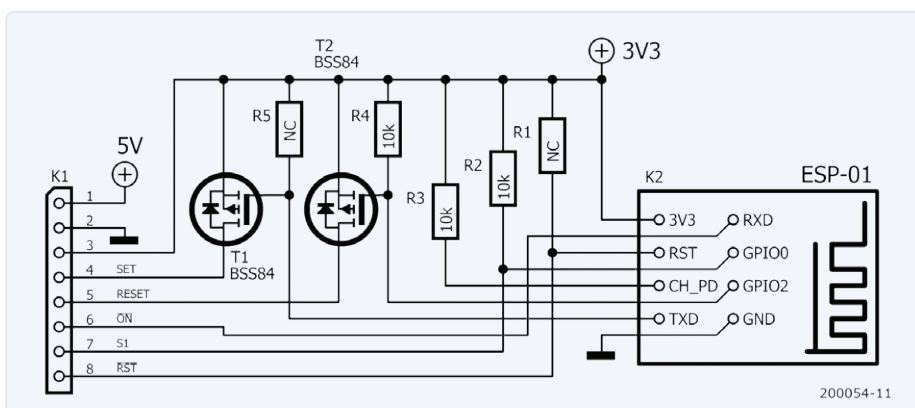 T2
BSS84
3V3
R5
NC
R4
10k
R1
NC
5V
R2
10k
K1
K2
ESP-01
R3
10k
1
2
3
4 SET
5 RESET
6 ON
7 S1
8 R̅S̅T̅
T1
BSS84
3V3 RXD
RST GPIO0
CH_PD GPIO2
TXD GND
200054-11